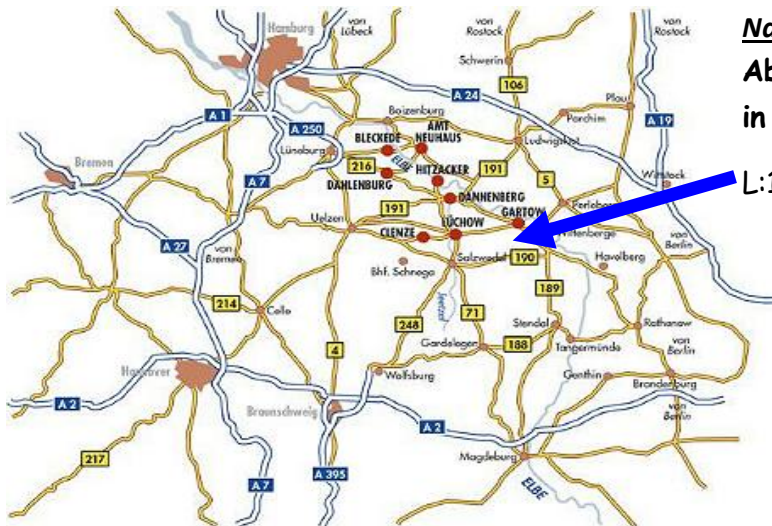 von
Lübeck
von
Rostock
von
Rostock
Hamburg
Schwerin
106
A 24
Plau
Parchim
A 1
A 19
Boizenburg
AMT
NEUHAUS
Ludwigslust
A 250
BLECKEDE
Lüneburg
ELBE
Bremen
216
HITZACKER
191
5
Wittstock
A 7
DAHLENBURG
DANNENBERG
Perleberg
191
GARTOW
LÜCHOW
Uelzen
CLENZE
Wittenberge
A 27
von
Bremen
Salzwedel
190
Havelberg
von
Berlin
Bhf. Schnega
Jeetzel
189
214
Celle
248
71
Stendal
Rathenow
4
Gardelegen
188
Tangermünde
von
Berlin
Hannover
Wolfsburg
Genthin
Brandenburg
A 2
Braunschweig
von
Berlin
A 2
217
Magdeburg
A 7
A 395
ELBE
Na
Ab
in
L:1